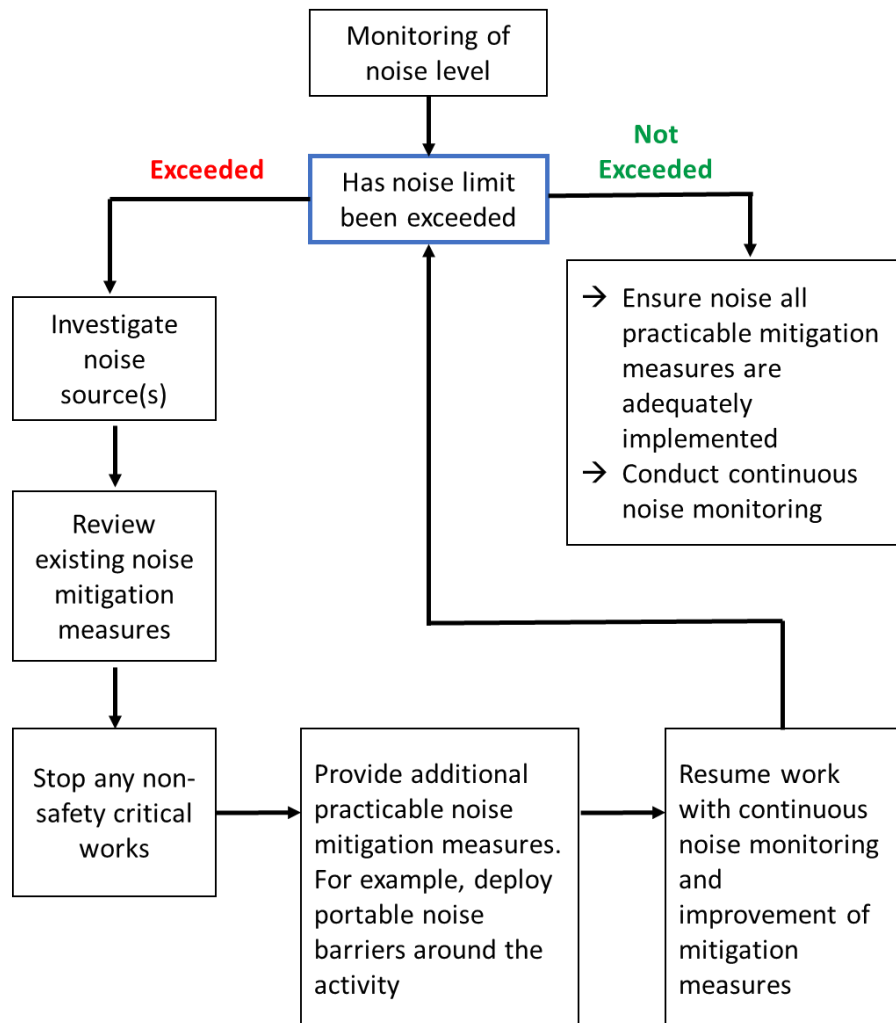 Monitoring of
noise level
Exceeded
Not
Exceeded
Has noise limit
been exceeded
→ Ensure noise all
practicable mitigation
measures are
adequately
implemented
→ Conduct continuous
noise monitoring
Investigate
noise
source(s)
Review
existing noise
mitigation
measures
Stop any non-
safety critical
works
Provide additional
practicable noise
mitigation measures.
For example, deploy
portable noise
barriers around the
activity
Resume work
with continuous
noise monitoring
and
improvement of
mitigation
measures